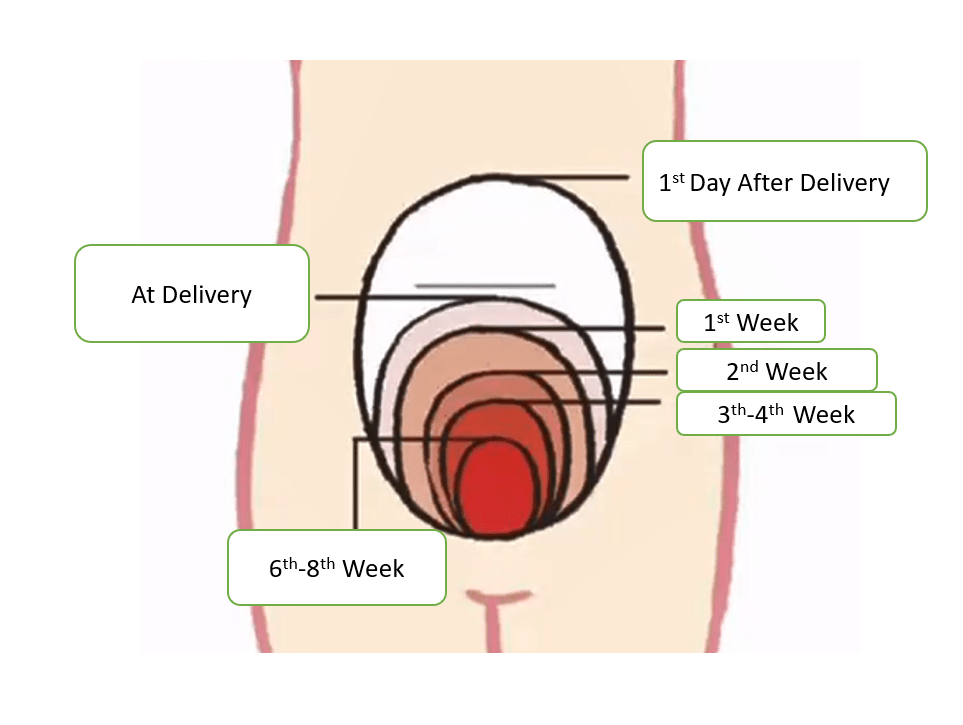 1st Day After Delivery
At Delivery
1st Week
2nd Week
3th-4th Week
6th-8th Week